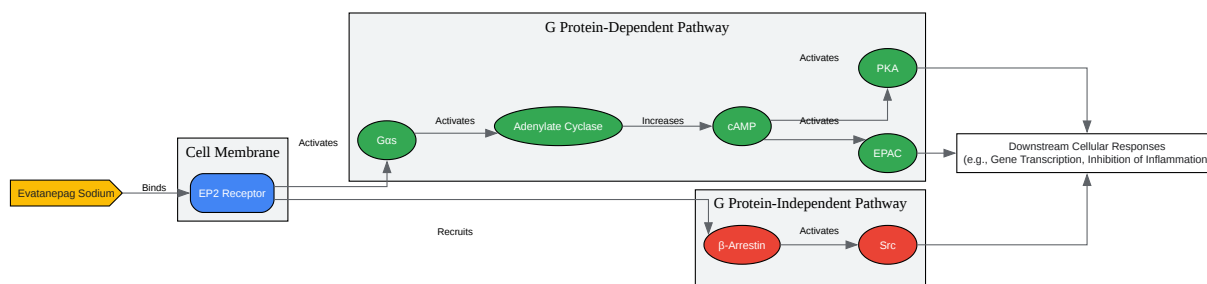 G Protein-Dependent Pathway
Activates
PKA
Gαs
Activates
Adenylate Cyclase
Increases
cAMP
Activates
EPAC
Activates
Cell Membrane
Evatanepag Sodium
Binds
EP2 Receptor
Downstream Cellular Responses
(e.g., Gene Transcription, Inhibition of Inflammation
G Protein-Independent Pathway
Recruits
β-Arrestin
Activates
Src